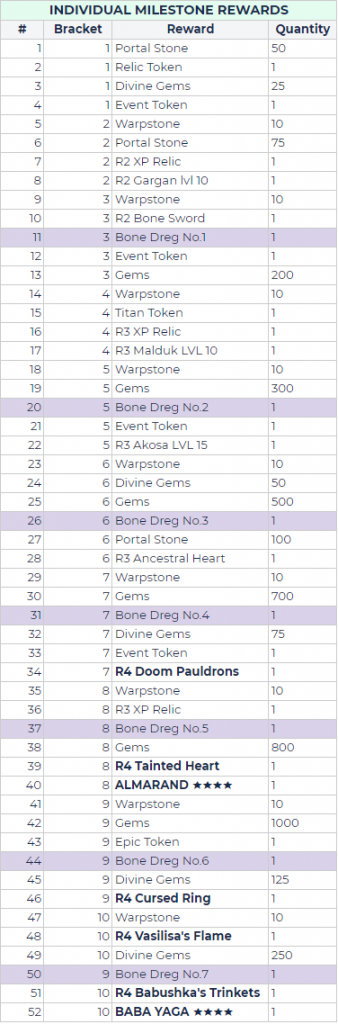 INDIVIDUAL MILESTONE REWARDS
# Bracket Reward Quantity
1 1 Portal Stone 50
2 1 Relic Token 1
3 1 Divine Gems 25
4 1 Event Token 1
5 2 Warpstone 10
6 2 Portal Stone 75
7 2 R2 XP Relic 1
8 2 R2 Gargan lvl 10 1
9 3 Warpstone 10
10 3 R2 Bone Sword 1
11 3 Bone Dreg No.1 1
12 3 Event Token 1
13 3 Gems 200
14 4 Warpstone 10
15 4 Titan Token 1
16 4 R3 XP Relic 1
17 4 R3 Malduk LVL 10 1
18 5 Warpstone 10
19 5 Gems 300
20 5 Bone Dreg No.2 1
21 5 Event Token 1
22 5 R3 Akosa LVL 15 1
23 6 Warpstone 10
24 6 Divine Gems 50
25 6 Gems 500
26 6 Bone Dreg No.3 1
27 6 Portal Stone 100
28 6 R3 Ancestral Heart 1
29 7 Warpstone 10
30 7 Gems 700
31 7 Bone Dreg No.4 1
32 7 Divine Gems 75
33 7 Event Token 1
34 7 R4 Doom Pauldrons 1
35 8 Warpstone 10
36 8 R3 XP Relic 1
37 8 Bone Dreg No.5 1
38 8 Gems 800
39 8 R4 Tainted Heart 1
40 8 ALMARAND ★★★★ 1
41 9 Warpstone 10
42 9 Gems 1000
43 9 Epic Token 1
44 9 Bone Dreg No.6 1
45 9 Divine Gems 125
46 9 R4 Cursed Ring 1
47 10 Warpstone 10
48 10 R4 Vasilisa's Flame 1
49 10 Divine Gems 250
50 9 Bone Dreg No.7 1
51 10 R4 Babushka's Trinkets 1
52 10 BABA YAGA ★★★★ 1